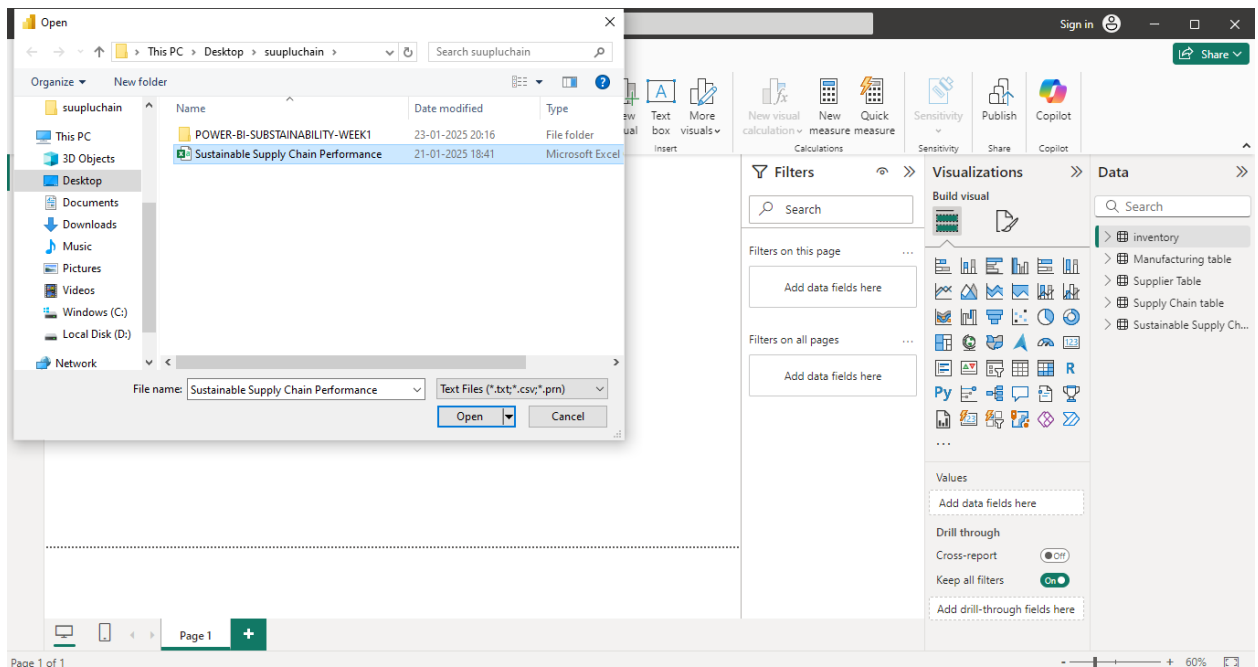 Open
Sign in
Share
This PC > Desktop > suupluchain >
Search suupluchain
Organize
New folder
suupluchain
This PC
3D Objects
Desktop
Documents
Downloads
Music
Pictures
Videos
Windows (C:)
Local Disk (D:)
Network
Name
Date modified
Type
POWER-BI-SUBSTAINABILITY-WEEK1
23-01-2025 20:16
File folder
Sustainable Supply Chain Performance
21-01-2025 18:41
Microsoft Excel
File name:
Sustainable Supply Chain Performance
Text Files (*.txt;*.csv;*.prn)
Open
Cancel
ew
ual
Text
box
More
visuals
Insert
New visual
calculation
New
measure
Quick
measure
Calculations
Sensitivity
Sensitivity
Publish
Share
Copilot
Copilot
Filters
Search
Filters on this page
...
Add data fields here
Filters on all pages
...
Add data fields here
Visualizations
Build visual
123
R
Py
...
Values
Add data fields here
Drill through
Cross-report
Off
Keep all filters
On
Add drill-through fields here
Data
Search
inventory
Manufacturing table
Supplier Table
Supply Chain table
Sustainable Supply Ch...
Page 1
Page 1 of 1
- + 60%